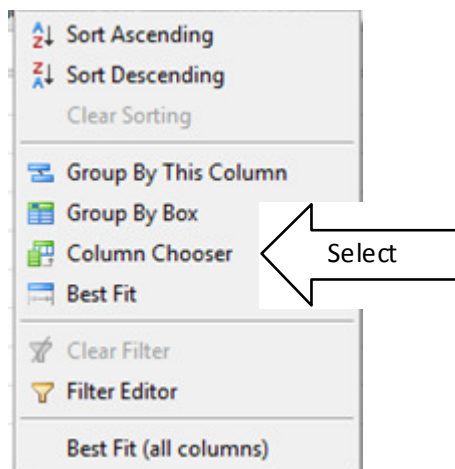 Sort Ascending
Sort Descending
Clear Sorting
Group By This Column
Group By Box
Column Chooser
Select
Best Fit
Clear Filter
Filter Editor
Best Fit (all columns)